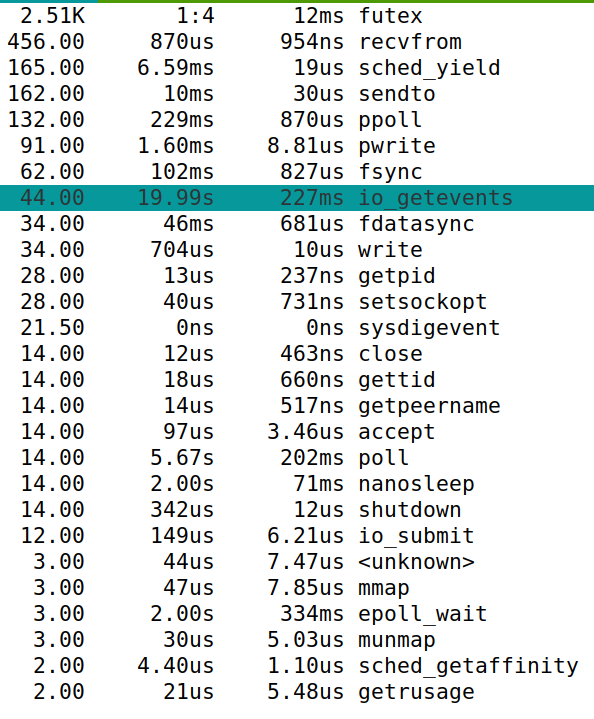 2.51K 1:4 12ms futex
456.00 870us 954ns recvfrom
165.00 6.59ms 19us sched_yield
162.00 10ms 30us sendto
132.00 229ms 870us ppoll
91.00 1.60ms 8.81us pwrite
62.00 102ms 827us fsync
44.00 19.99s 227ms io_getevents
34.00 46ms 681us fdatasync
34.00 704us 10us write
28.00 13us 237ns getpid
28.00 40us 731ns setsockopt
21.50 0ns 0ns sysdigevent
14.00 12us 463ns close
14.00 18us 660ns gettid
14.00 14us 517ns getpeername
14.00 97us 3.46us accept
14.00 5.67s 202ms poll
14.00 2.00s 71ms nanosleep
14.00 342us 12us shutdown
12.00 149us 6.21us io_submit
3.00 44us 7.47us <unknown>
3.00 47us 7.85us mmap
3.00 2.00s 334ms epoll_wait
3.00 30us 5.03us munmap
2.00 4.40us 1.10us sched_getaffinity
2.00 21us 5.48us getrusage